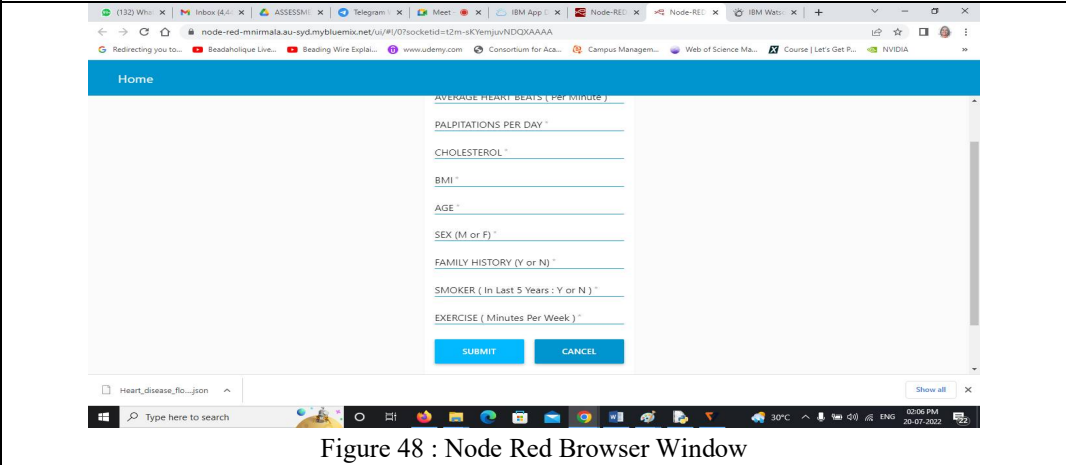 (132) Wha
Inbox (4,4
ASSESSME
Telegram
Meet -
IBM App D
Node-RED
Node-RED
IBM Wats
node-red-mnirmala.au-syd.mybluemix.net/ui/#!/0?socketid=t2m-sKYemjuvNDQXAAAA
Redirecting you to...
Beadaholique Live...
Beading Wire Explai...
www.udemy.com
Consortium for Aca...
Campus Managem...
Web of Science Ma...
Course | Let's Get P...
NVIDIA
»
Home
AVERAGE HEART BEATS ( Per Minute )
PALPITATIONS PER DAY *
CHOLESTEROL *
BMI *
AGE *
SEX (M or F) *
FAMILY HISTORY (Y or N) *
SMOKER ( In Last 5 Years : Y or N ) *
EXERCISE ( Minutes Per Week ) *
SUBMIT CANCEL
Heart_disease_flo....json
Show all
Type here to search
30°C
ENG
02:06 PM
20-07-2022
22
Figure 48 : Node Red Browser Window